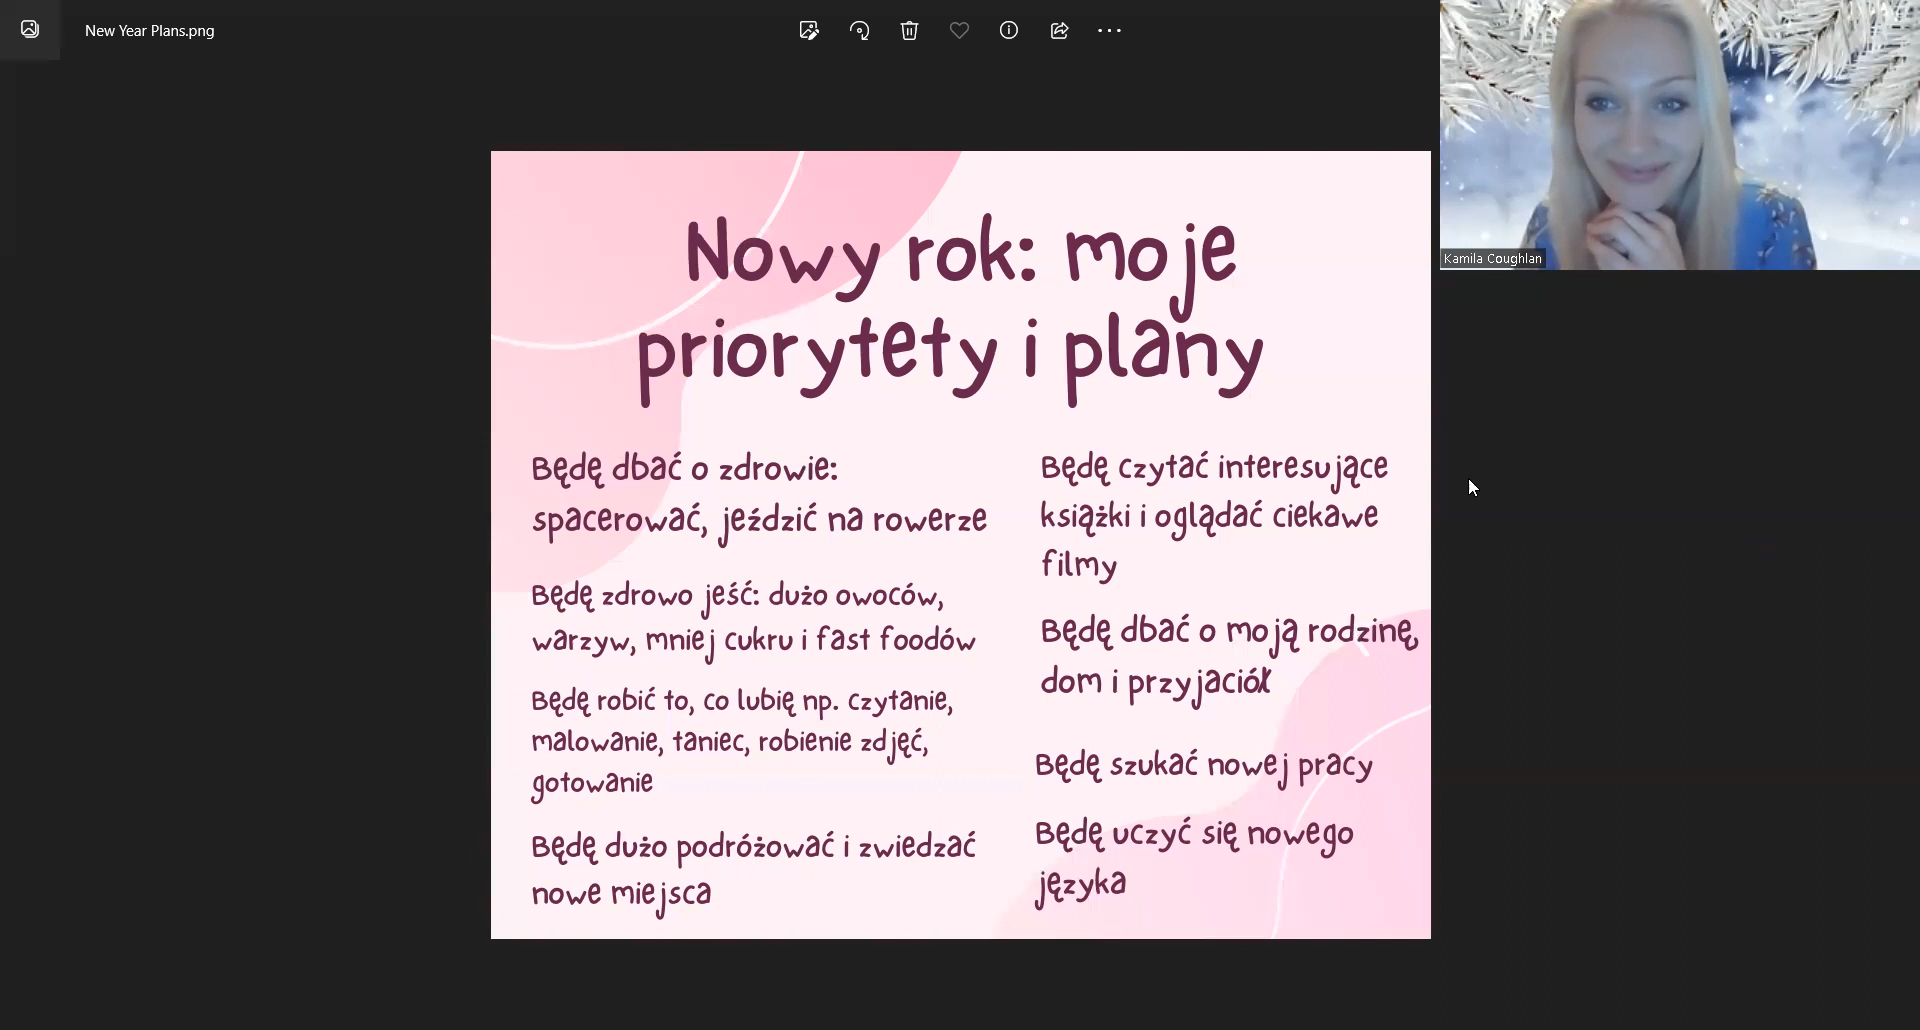 New Year Plans.png
Kamila Coughlan
Nowy rok: moje
priorytety i plany
Będę dbać o zdrowie:
spacerować, jeździć na rowerze
Będę zdrowo jeść: dużo owoców,
warzyw, mniej cukru i fast foodów
Będę robić to, co lubię np. czytanie,
malowanie, taniec, robienie zdjęć,
gotowanie
Będę dużo podróżować i zwiedzać
nowe miejsca
Będę czytać interesujące
książki i oglądać ciekawe
filmy
Będę dbać o moją rodzinę,
dom i przyjaciół
Będę szukać nowej pracy
Będę uczyć się nowego
języka